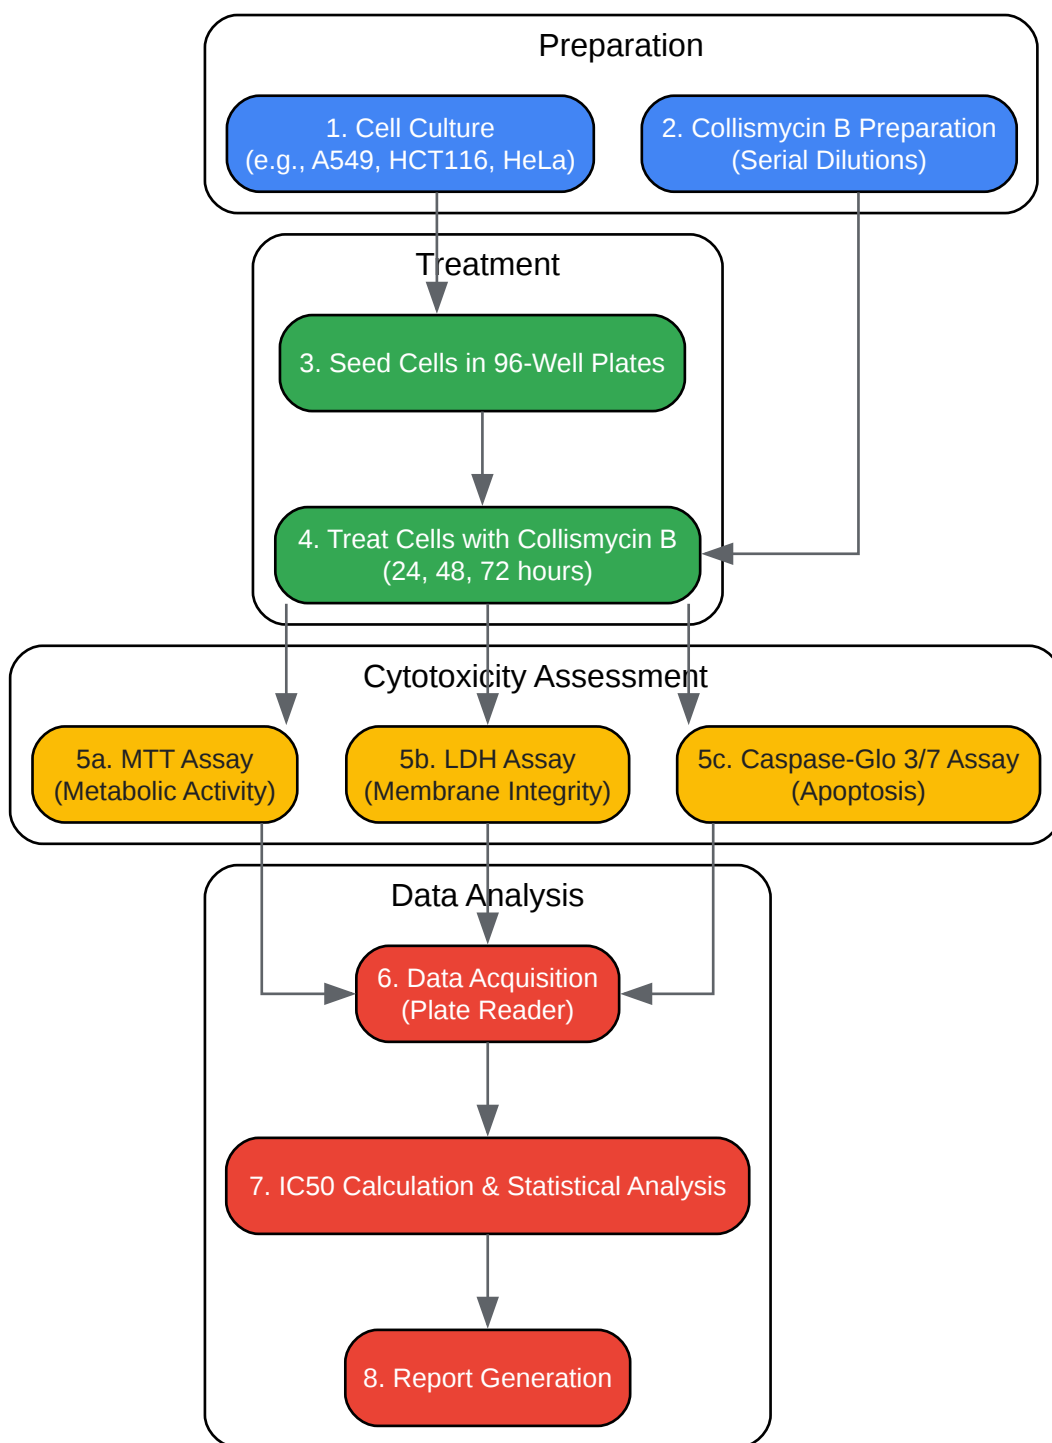 Preparation
1. Cell Culture
(e.g., A549, HCT116, HeLa)
2. Collismycin B Preparation
(Serial Dilutions)
Treatment
3. Seed Cells in 96-Well Plates
4. Treat Cells with Collismycin B
(24, 48, 72 hours)
Cytotoxicity Assessment
5a. MTT Assay
(Metabolic Activity)
5b. LDH Assay
(Membrane Integrity)
5c. Caspase-Glo 3/7 Assay
(Apoptosis)
Data Analysis
6. Data Acquisition
(Plate Reader)
7. IC50 Calculation & Statistical Analysis
8. Report Generation